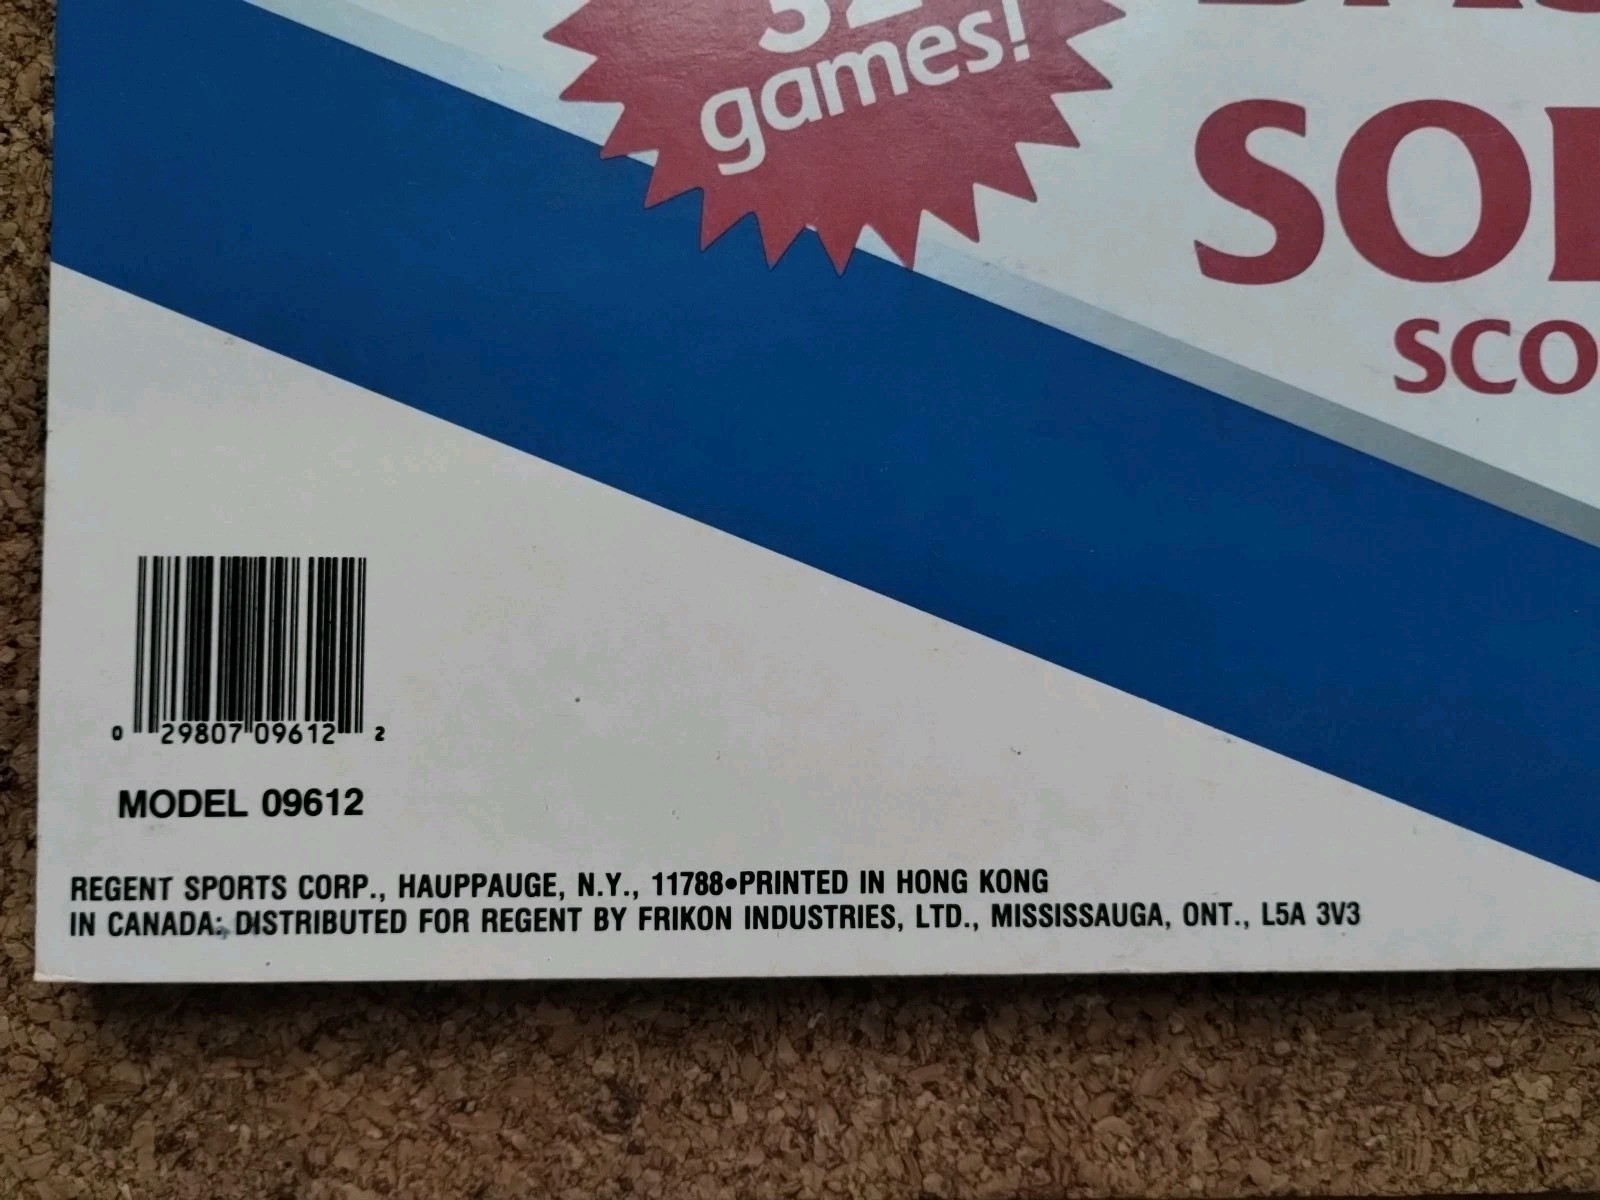 games!
SCO
0 29807 09612 2
MODEL 09612
REGENT SPORTS CORP., HAUPPAUGE, N.Y., 11788•PRINTED IN HONG KONG
IN CANADA: DISTRIBUTED FOR REGENT BY FRIKON INDUSTRIES, LTD., MISSISSAUGA, ONT., L5A 3V3